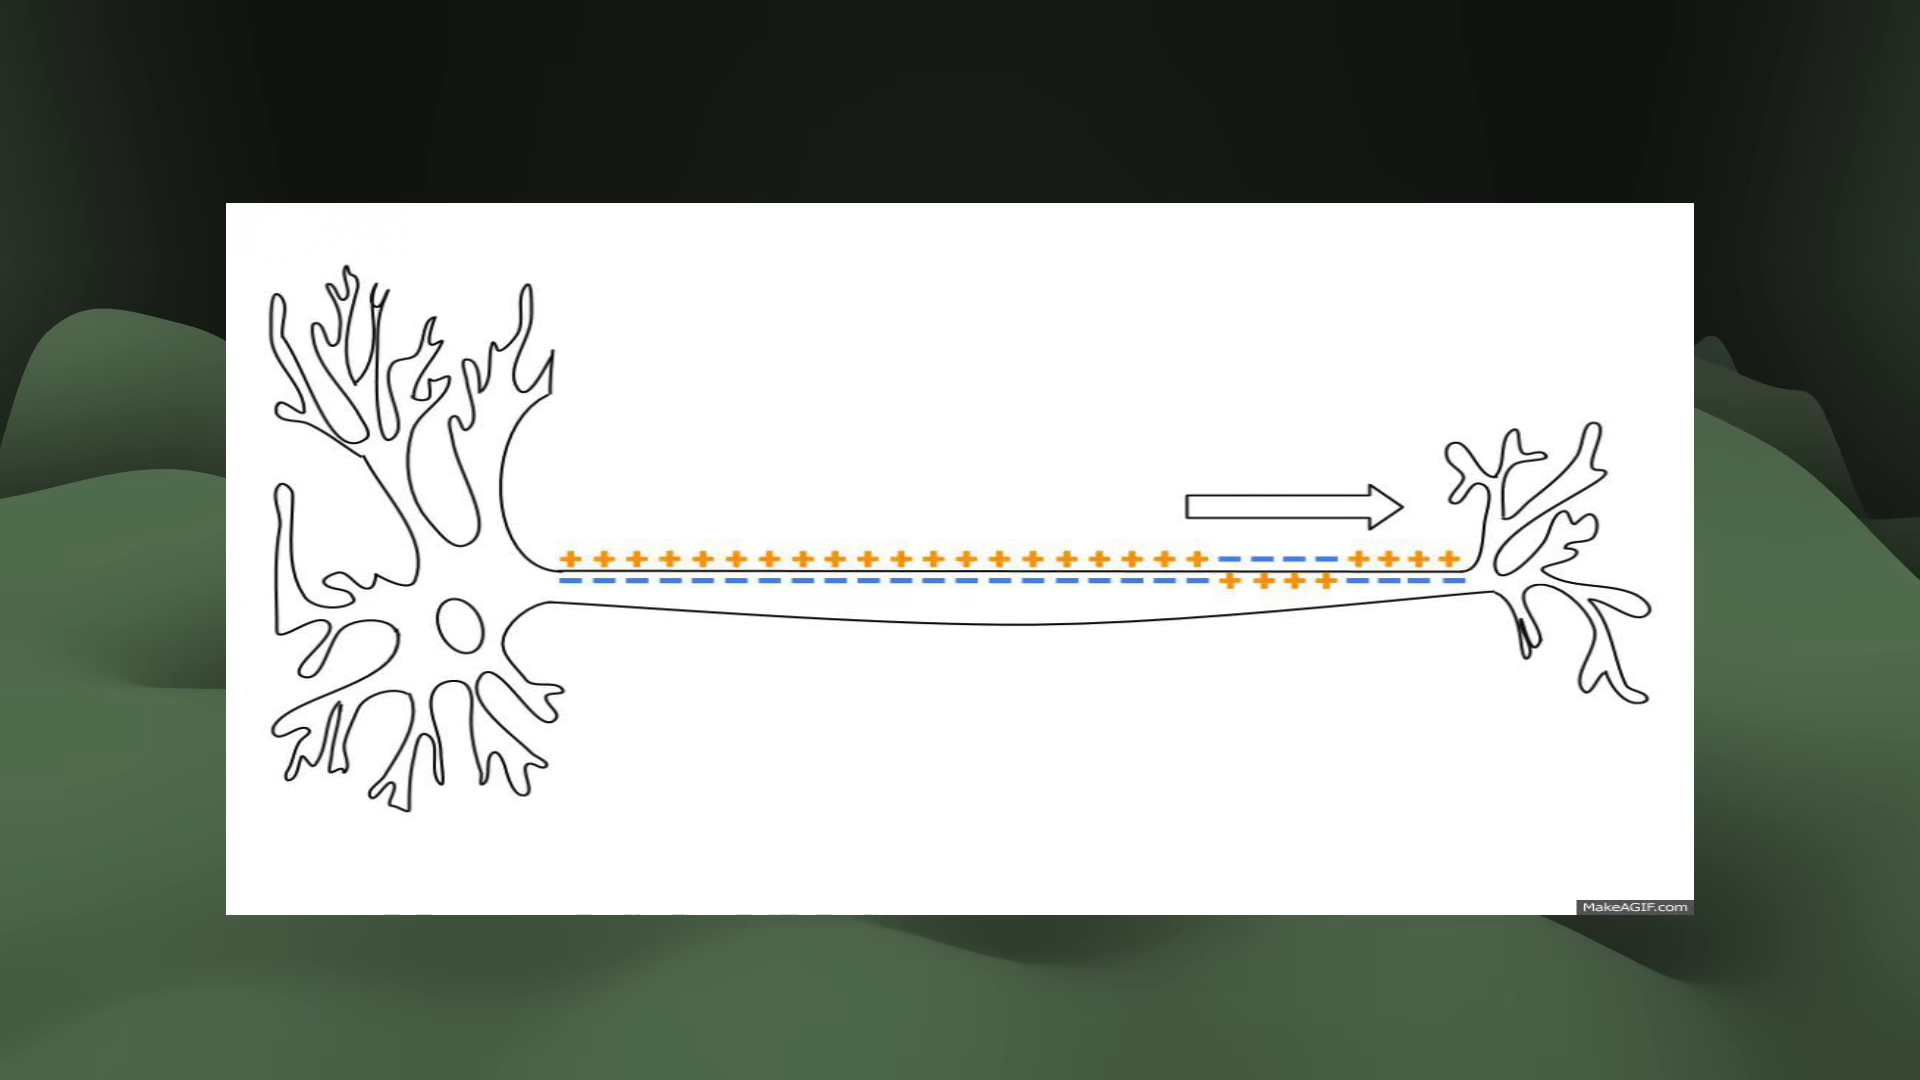 + + + + + + + + + + + + + + + + + + + + − − − − + + + +
− − − − − − − − − − − − − − − − − − − − + + + + − − − −
MakeAGIF.com